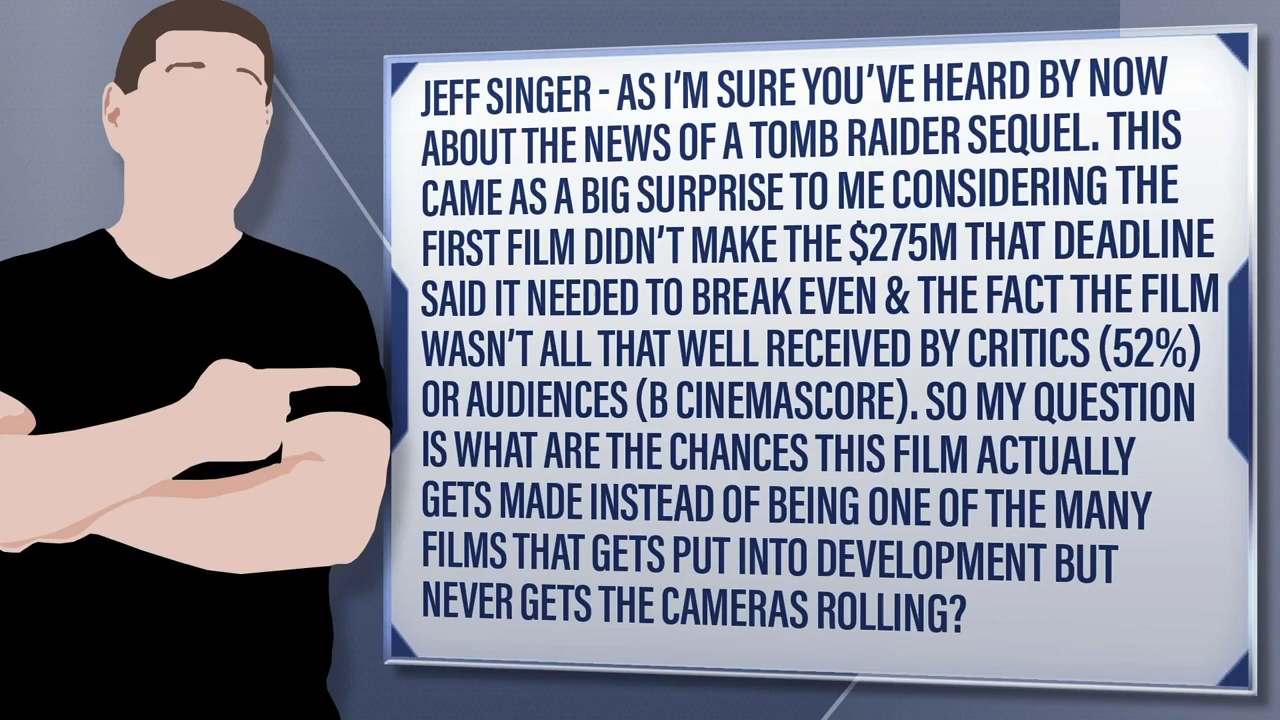 JEFF SINGER - AS I'M SURE YOU'VE HEARD BY NOW
ABOUT THE NEWS OF A TOMB RAIDER SEQUEL. THIS
CAME AS A BIG SURPRISE TO ME CONSIDERING THE
FIRST FILM DIDN'T MAKE THE $275M THAT DEADLINE
SAID IT NEEDED TO BREAK EVEN & THE FACT THE FILM
WASN'T ALL THAT WELL RECEIVED BY CRITICS (52%)
OR AUDIENCES (B CINEMASCORE). SO MY QUESTION
IS WHAT ARE THE CHANCES THIS FILM ACTUALLY
GETS MADE INSTEAD OF BEING ONE OF THE MANY
FILMS THAT GETS PUT INTO DEVELOPMENT BUT
NEVER GETS THE CAMERAS ROLLING?